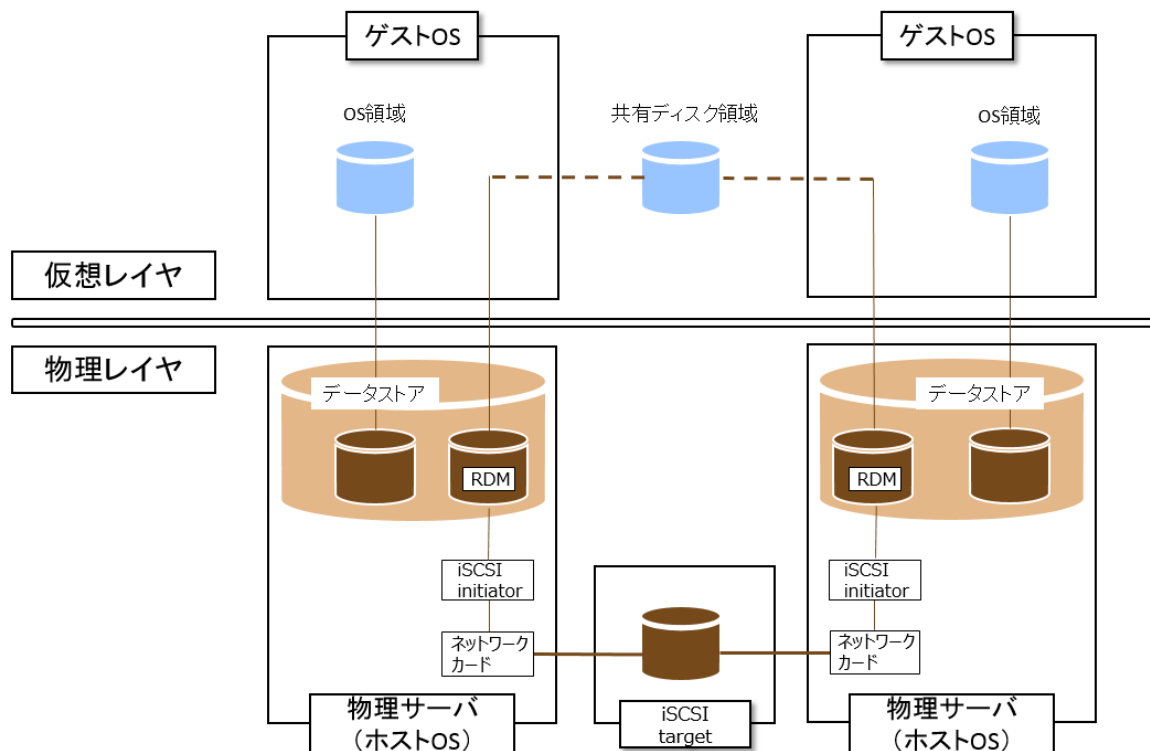 ゲストOS
ゲストOS
OS領域
共有ディスク領域
OS領域
仮想レイヤ
物理レイヤ
データストア
データストア
RDM
RDM
iSCSI
initiator
iSCSI
initiator
ネットワーク
カード
ネットワーク
カード
物理サーバ
（ホストOS）
iSCSI
target
物理サーバ
（ホストOS）